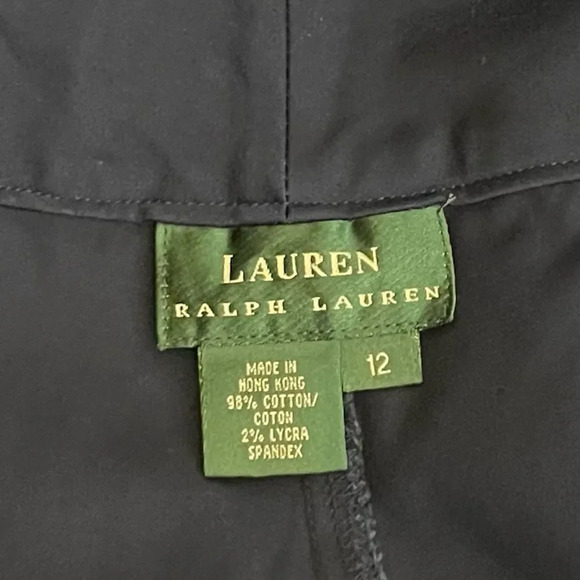 LAUREN
RALPH LAUREN
MADE IN
HONG KONG
98% COTTON/
COTON
2% LYCRA
SPANDEX
12